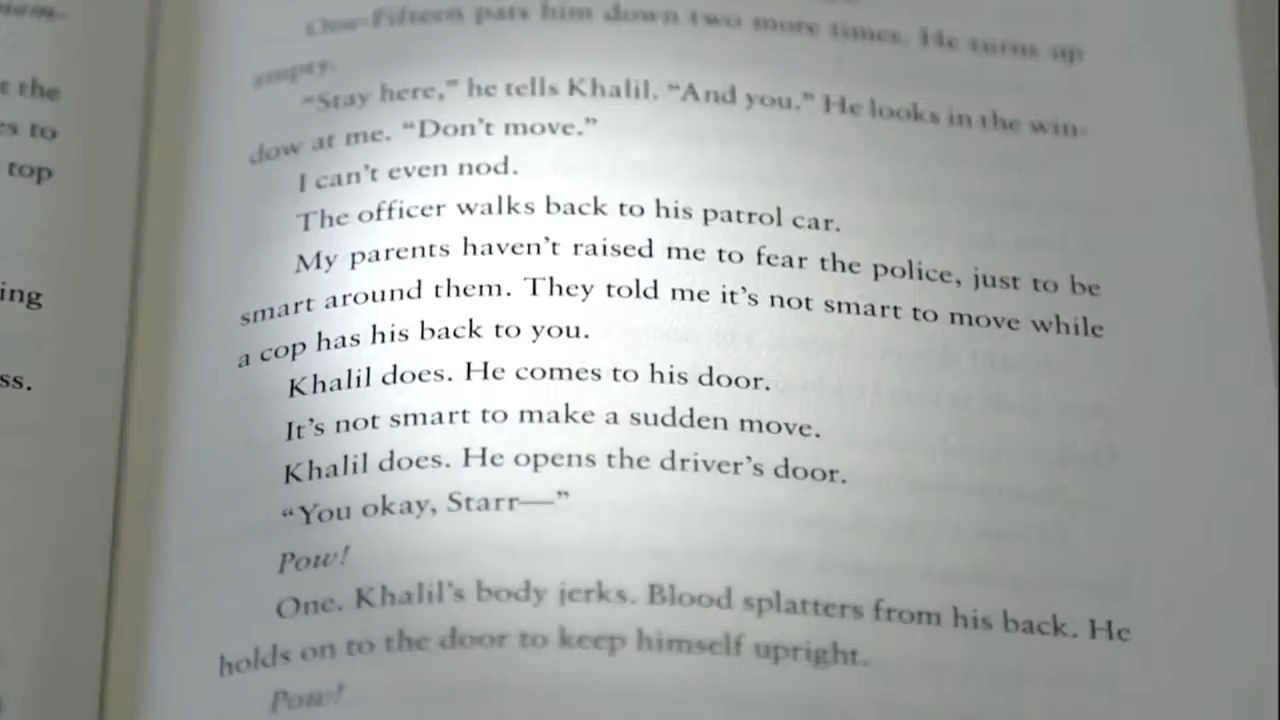 t the
es to
top
ing
ss.
One-Fifteen pats him down two more times. He turns up
empty.
“Stay here,” he tells Khalil. “And you.” He looks in the win-
dow at me. “Don’t move.”
I can’t even nod.
The officer walks back to his patrol car.
My parents haven’t raised me to fear the police, just to be
smart around them. They told me it’s not smart to move while
a cop has his back to you.
Khalil does. He comes to his door.
It’s not smart to make a sudden move.
Khalil does. He opens the driver’s door.
“You okay, Starr—”
Pow!
One. Khalil’s body jerks. Blood splatters from his back. He
holds on to the door to keep himself upright.
Pow!